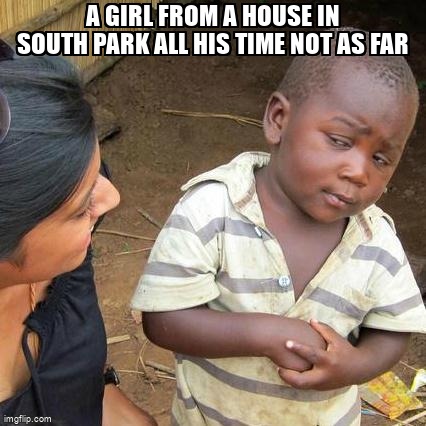 A GIRL FROM A HOUSE IN
SOUTH PARK ALL HIS TIME NOT AS FAR
imgflip.com